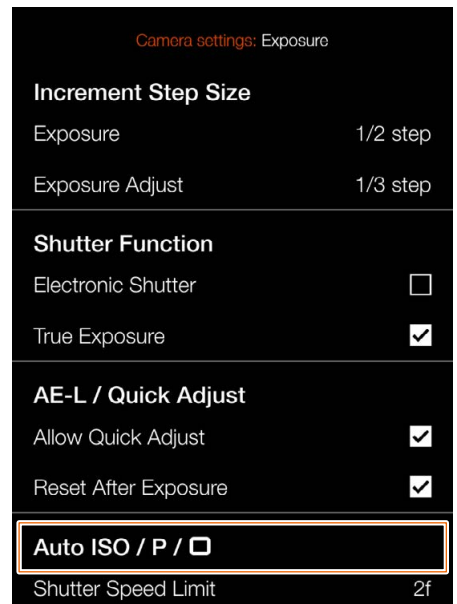 Camera settings: Exposure
Increment Step Size
Exposure 1/2 step
Exposure Adjust 1/3 step
Shutter Function
Electronic Shutter
True Exposure
AE-L / Quick Adjust
Allow Quick Adjust
Reset After Exposure
Auto ISO / P /
Shutter Speed Limit 2f